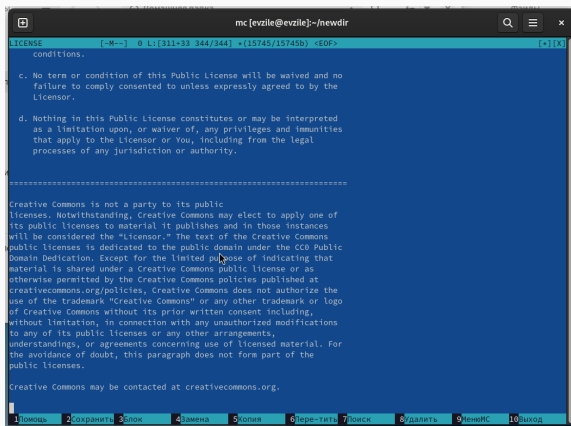 mc [evzile@evzile]:~/newdir
LICENSE [-M--] 0 L:[311+33 344/344] *(15745/15745b) <EOF> [*][X]
conditions.
c. No term or condition of this Public License will be waived and no
failure to comply consented to unless expressly agreed to by the
Licensor.
d. Nothing in this Public License constitutes or may be interpreted
as a limitation upon, or waiver of, any privileges and immunities
that apply to the Licensor or You, including from the legal
processes of any jurisdiction or authority.
=======================================================================
Creative Commons is not a party to its public
licenses. Notwithstanding, Creative Commons may elect to apply one of
its public licenses to material it publishes and in those instances
will be considered the “Licensor.” The text of the Creative Commons
public licenses is dedicated to the public domain under the CC0 Public
Domain Dedication. Except for the limited purpose of indicating that
material is shared under a Creative Commons public license or as
otherwise permitted by the Creative Commons policies published at
creativecommons.org/policies, Creative Commons does not authorize the
use of the trademark "Creative Commons" or any other trademark or logo
of Creative Commons without its prior written consent including,
without limitation, in connection with any unauthorized modifications
to any of its public licenses or any other arrangements,
understandings, or agreements concerning use of licensed material. For
the avoidance of doubt, this paragraph does not form part of the
public licenses.
Creative Commons may be contacted at creativecommons.org.
1Помощь 2Сохранить 3Блок 4Замена 5Копия 6Пере~тить 7Поиск 8Удалить 9МенюMC 10Выход